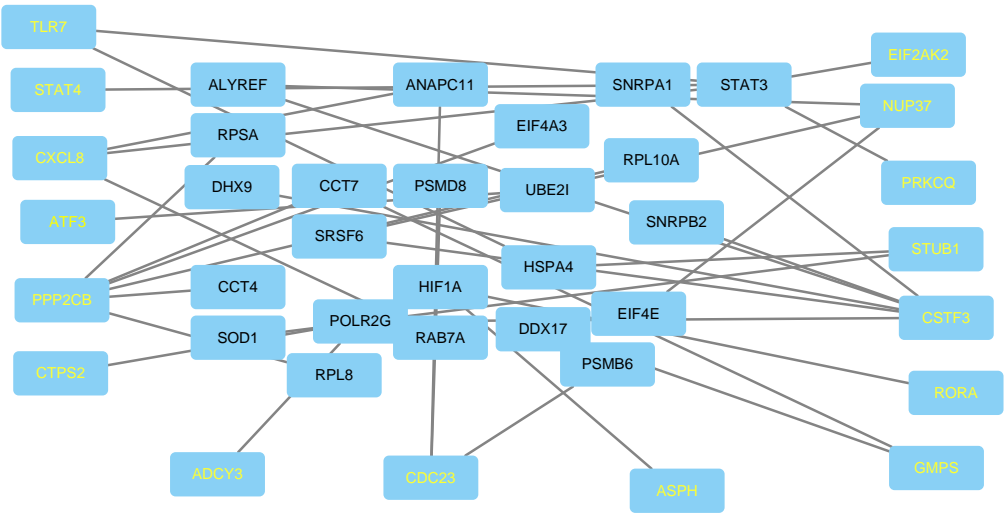 TLR7
EIF2AK2
STAT4
ALYREF
ANAPC11
SNRPA1
STAT3
NUP37
EIF4A3
RPSA
CXCL8
RPL10A
DHX9
CCT7
PSMD8
UBE2I
PRKCQ
ATF3
SNRPB2
SRSF6
STUB1
HSPA4
PPP2CB
CCT4
HIF1A
EIF4E
CSTF3
POLR2G
DDX17
SOD1
RAB7A
PSMB6
CTPS2
RPL8
RORA
GMPS
ADCY3
CDC23
ASPH